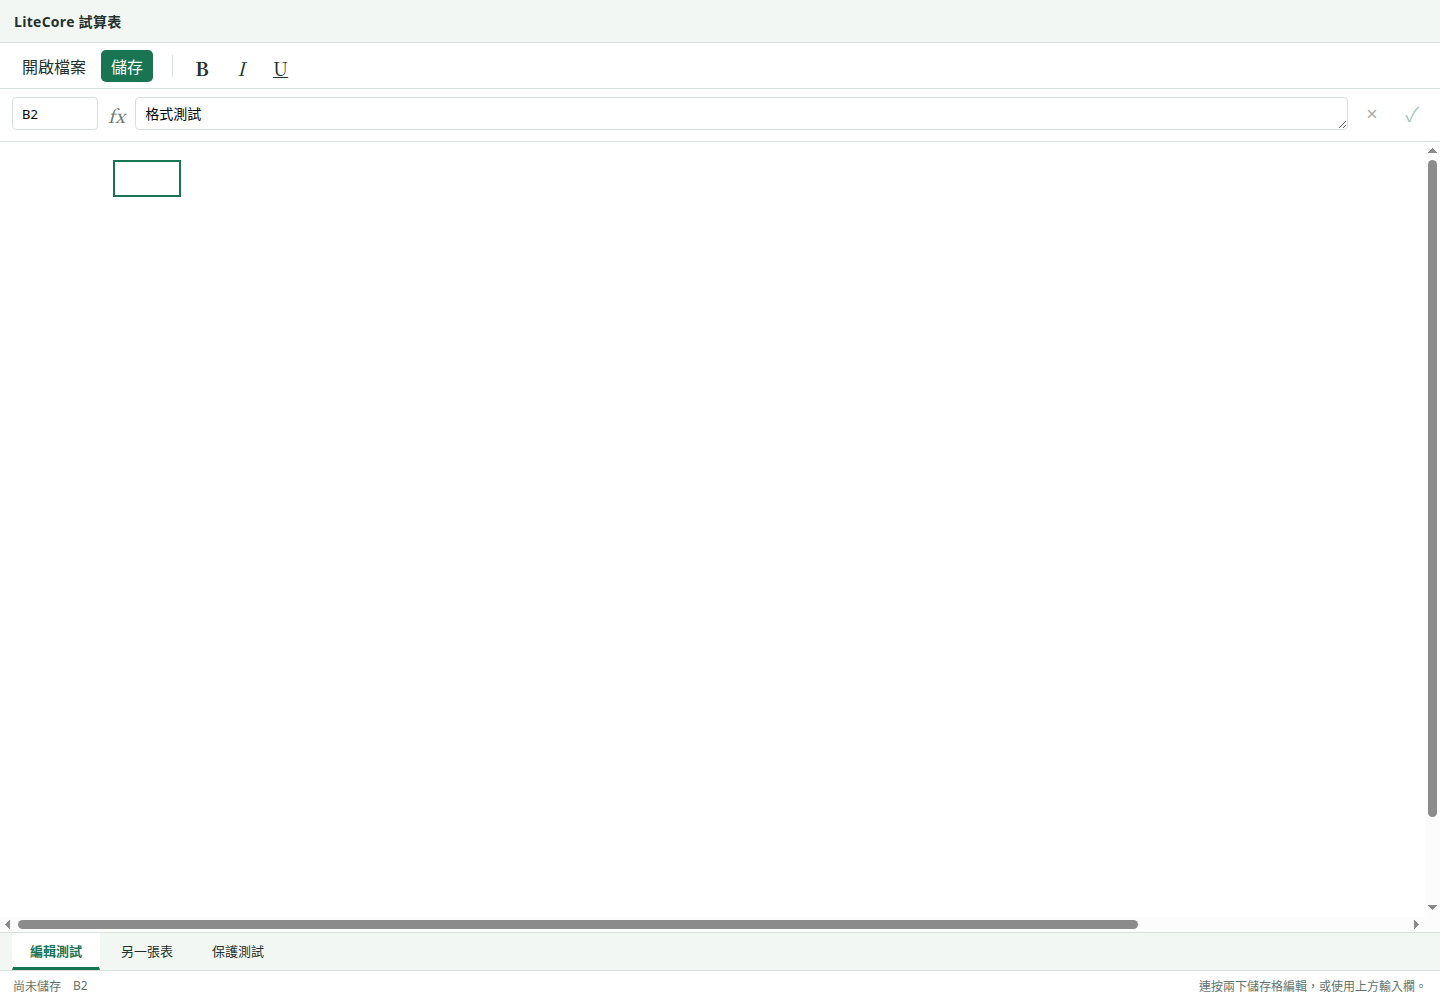 LiteCore 試算表
開啟檔案 儲存 B I U
B2 fx 格式測試 × ✓
編輯測試 另一張表 保護測試
尚未儲存 B2 連按兩下儲存格編輯，或使用上方輸入欄。